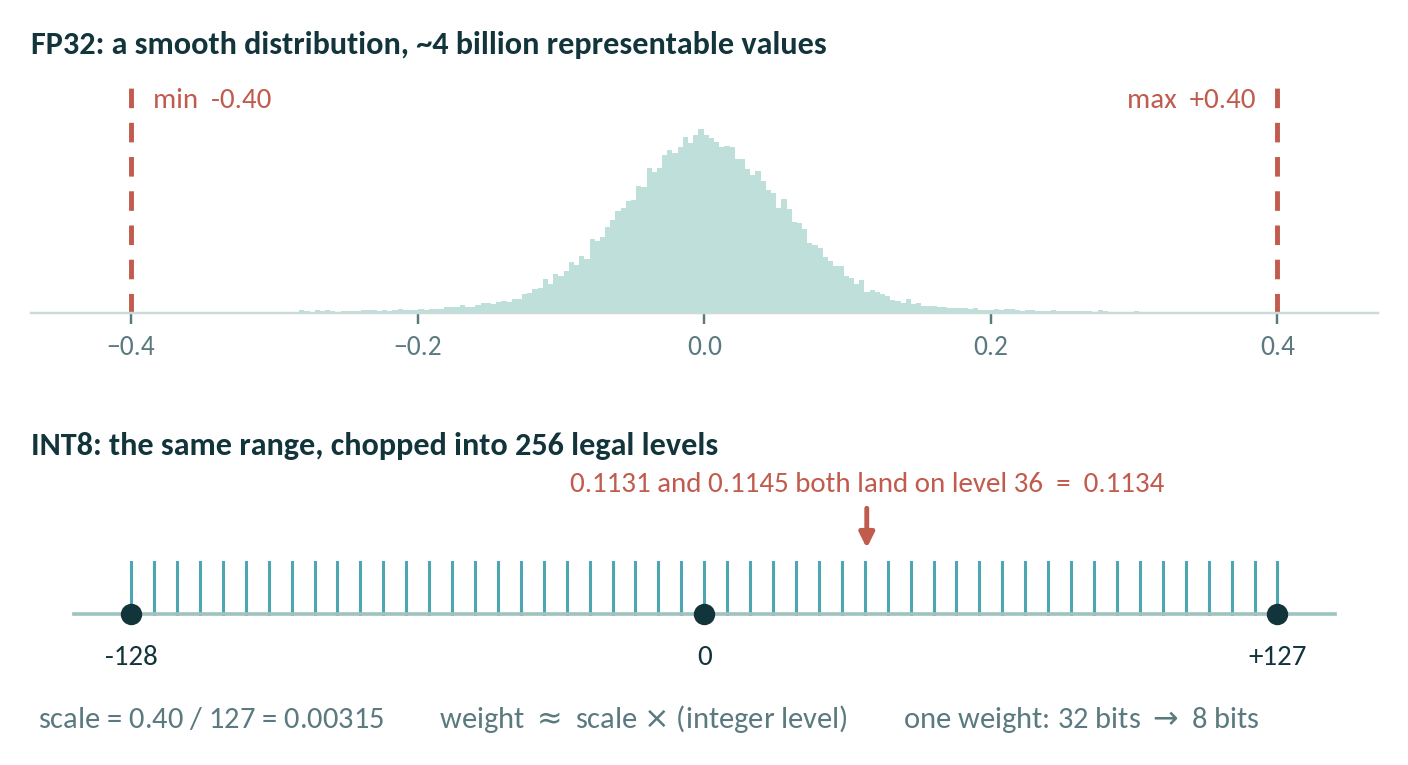 FP32: a smooth distribution, ~4 billion representable values
min -0.40
max +0.40
−0.4
−0.2
0.0
0.2
0.4
INT8: the same range, chopped into 256 legal levels
0.1131 and 0.1145 both land on level 36 = 0.1134
-128
0
+127
scale = 0.40 / 127 = 0.00315
weight ≈ scale × (integer level)
one weight: 32 bits → 8 bits